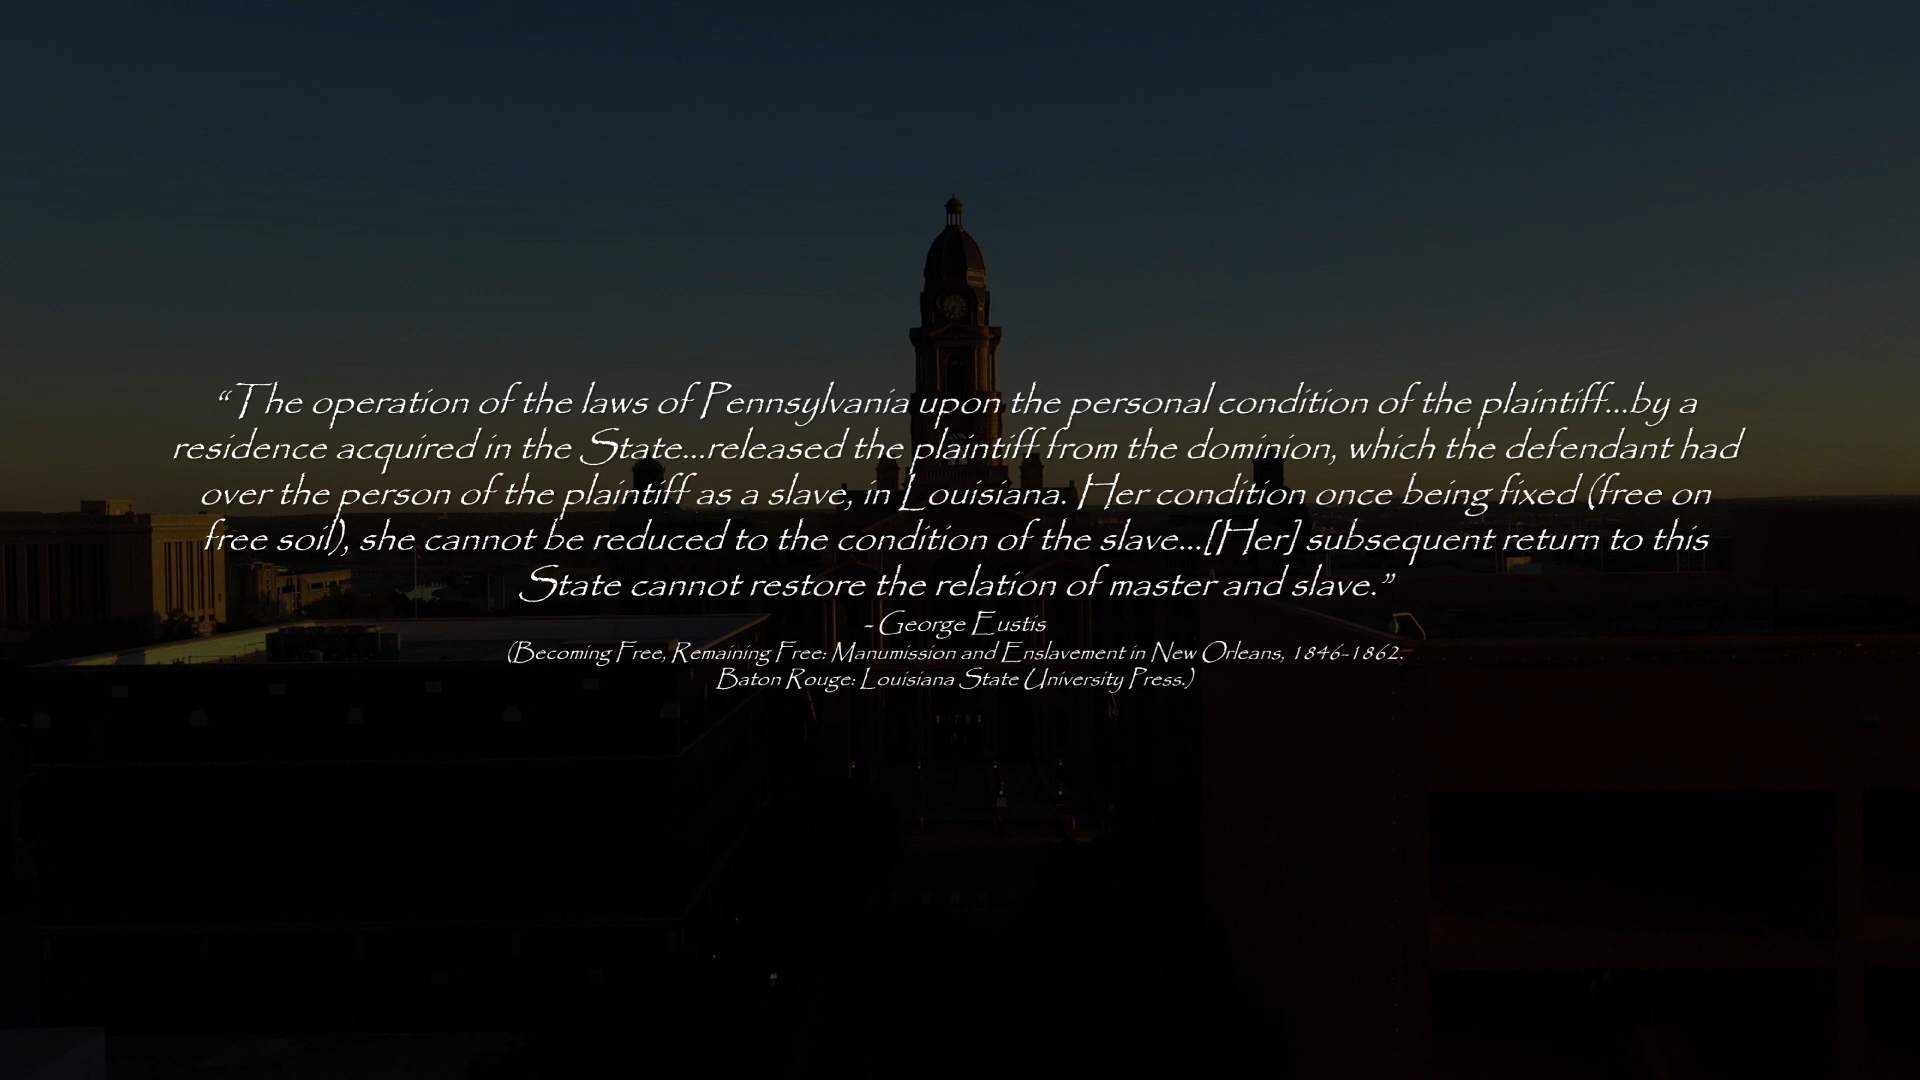 “The operation of the laws of Pennsylvania upon the personal condition of the plaintiff...by a
residence acquired in the State...released the plaintiff from the dominion, which the defendant had
over the person of the plaintiff as a slave, in Louisiana. Her condition once being fixed (free on
free soil), she cannot be reduced to the condition of the slave...[Her] subsequent return to this
State cannot restore the relation of master and slave.”
- George Eustis
(Becoming Free, Remaining Free: Manumission and Enslavement in New Orleans, 1846-1862.
Baton Rouge: Louisiana State University Press.)